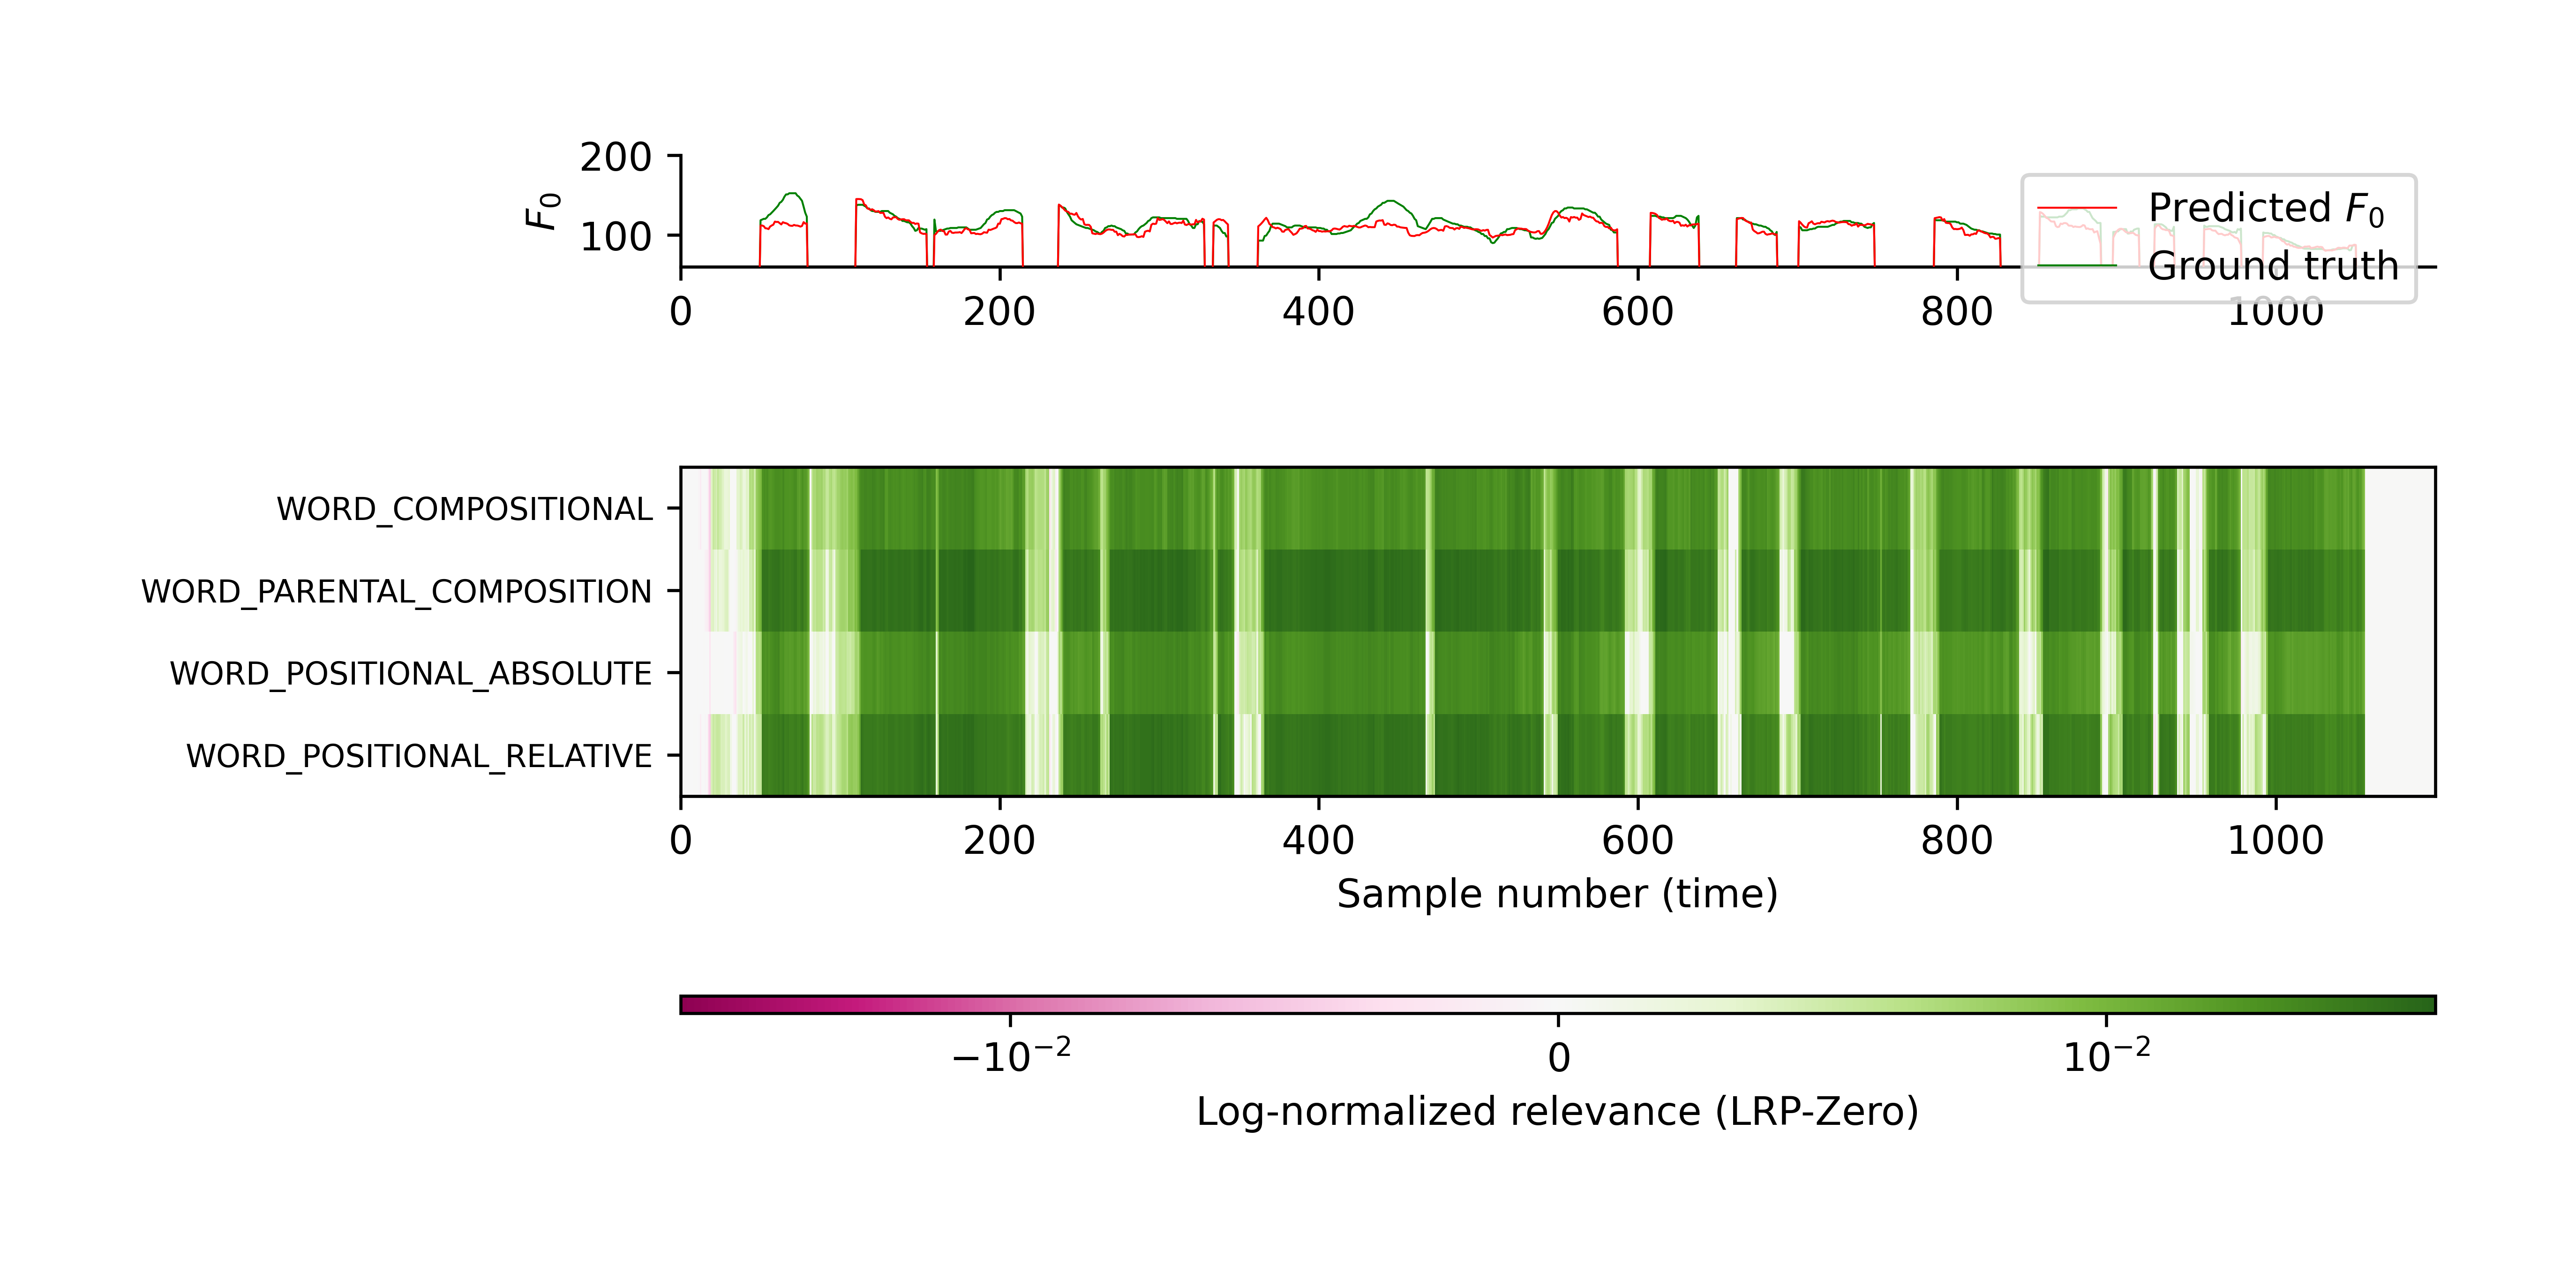 200
F0
100
0 200 400 600 800 1000
Predicted F0
Ground truth
WORD_COMPOSITIONAL
WORD_PARENTAL_COMPOSITION
WORD_POSITIONAL_ABSOLUTE
WORD_POSITIONAL_RELATIVE
0 200 400 600 800 1000
Sample number (time)
−10⁻² 0 10⁻²
Log-normalized relevance (LRP-Zero)